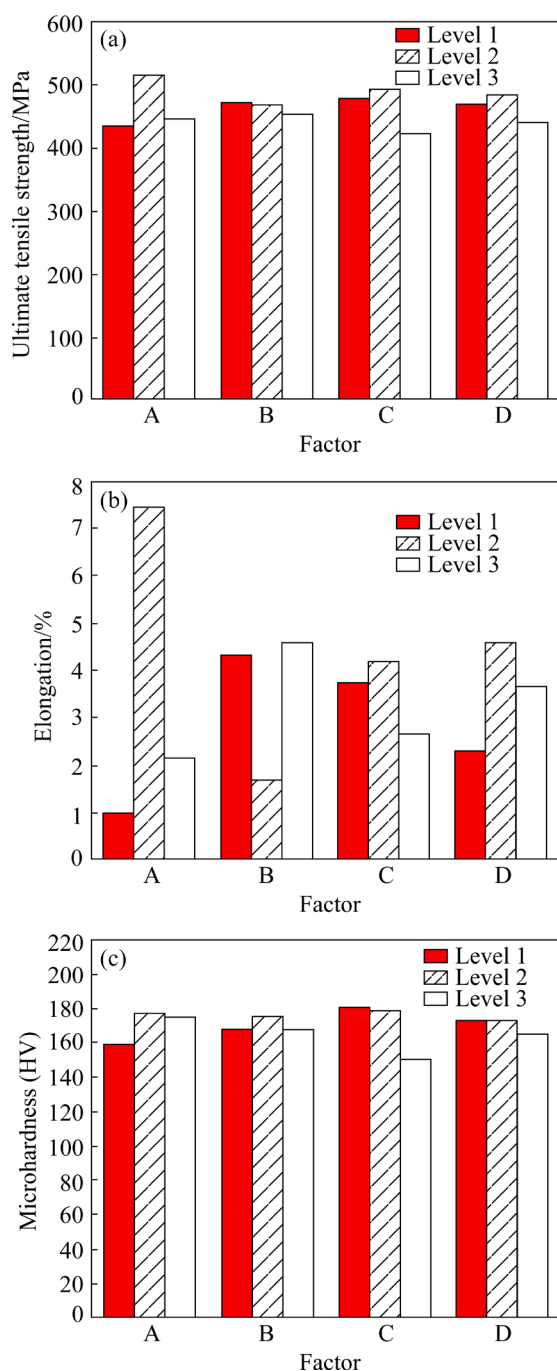 (a)
Level 1
Level 2
Level 3
600
500
400
300
200
100
0
Ultimate tensile strength/MPa
A B C D
Factor
(b)
Level 1
Level 2
Level 3
8
7
6
5
4
3
2
1
0
Elongation/%
A B C D
Factor
(c)
Level 1
Level 2
Level 3
220
200
180
160
140
120
100
80
60
40
20
0
Microhardness (HV)
A B C D
Factor